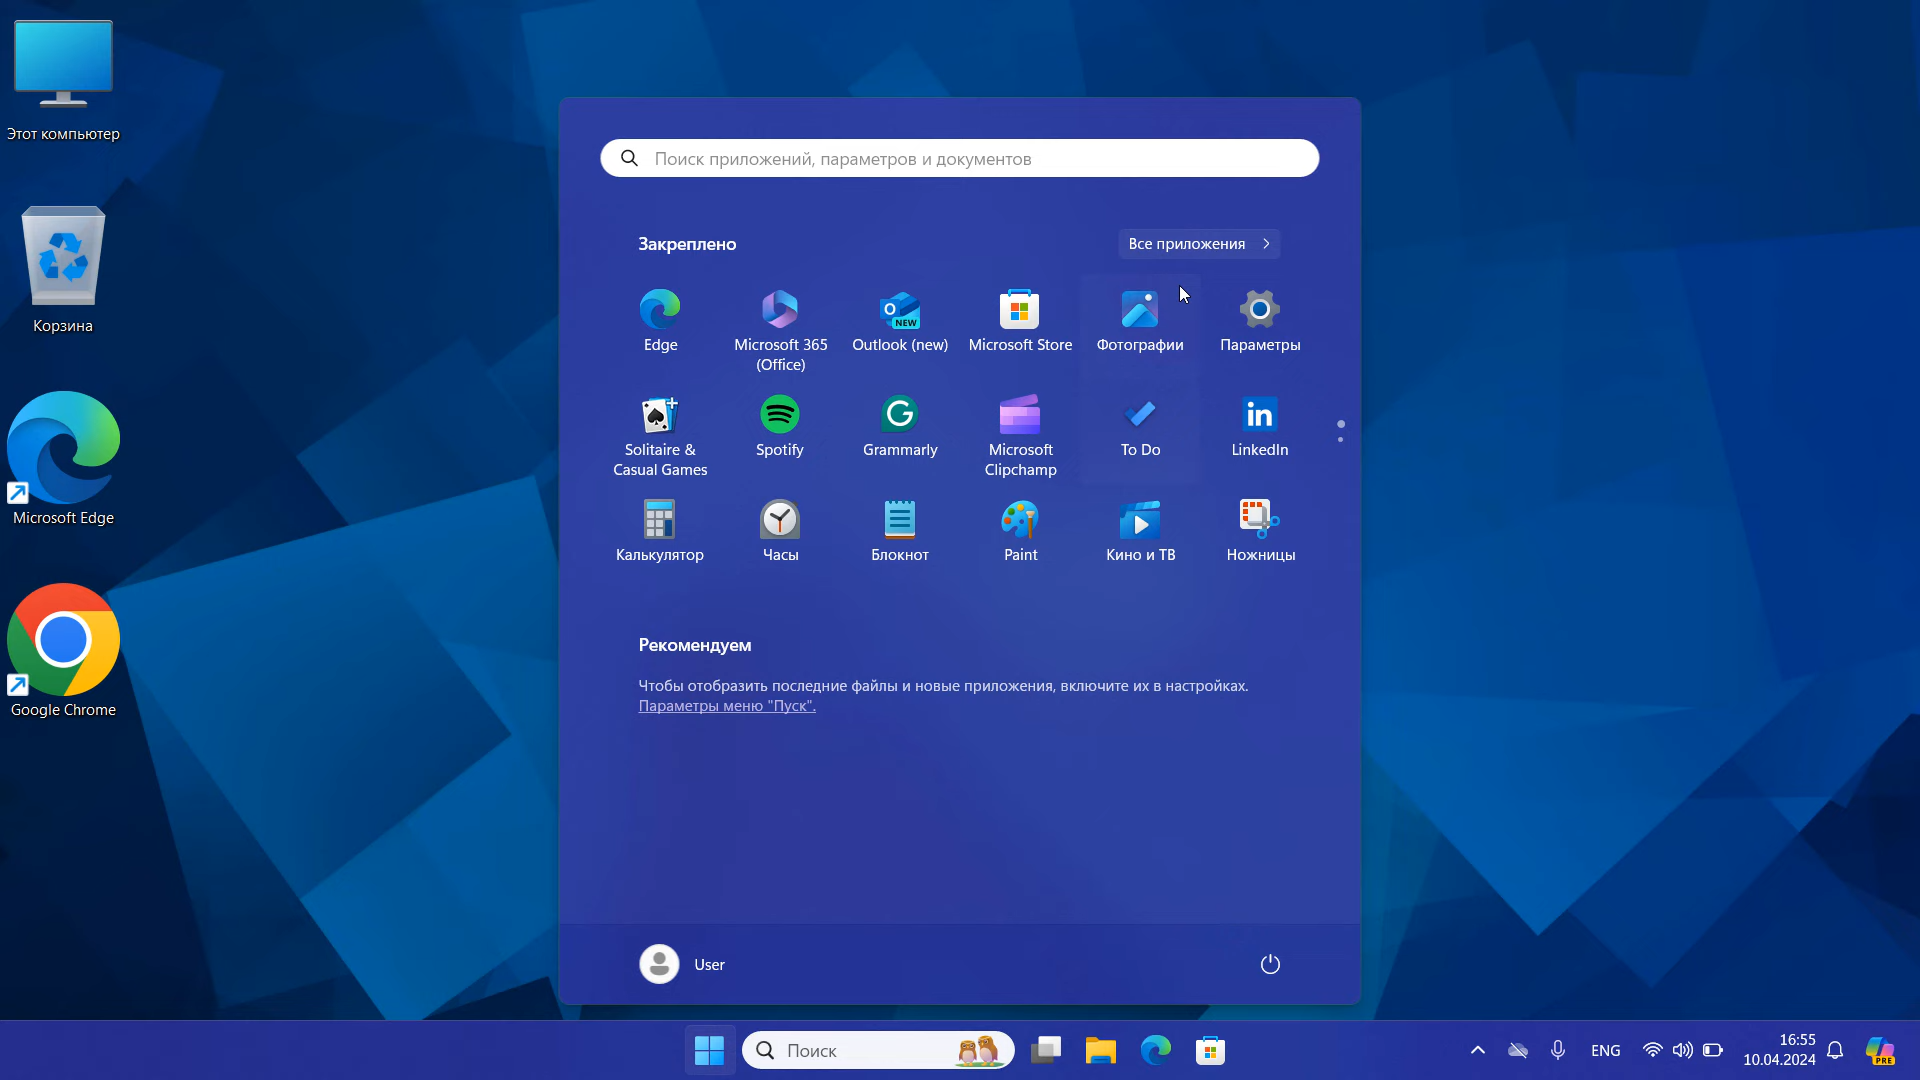 Этот компьютер
Корзина
Microsoft Edge
Google Chrome
Поиск приложений, параметров и документов
Закреплено
Все приложения
Edge
Microsoft 365
(Office)
NEW
Outlook (new)
Microsoft Store
Фотографии
Параметры
Solitaire &
Casual Games
Spotify
Grammarly
Microsoft
Clipchamp
To Do
in
LinkedIn
Калькулятор
Часы
Блокнот
Paint
Кино и ТВ
Ножницы
Рекомендуем
Чтобы отобразить последние файлы и новые приложения, включите их в настройках.
Параметры меню "Пуск".
User
Поиск
ENG
16:55
10.04.2024
PRE